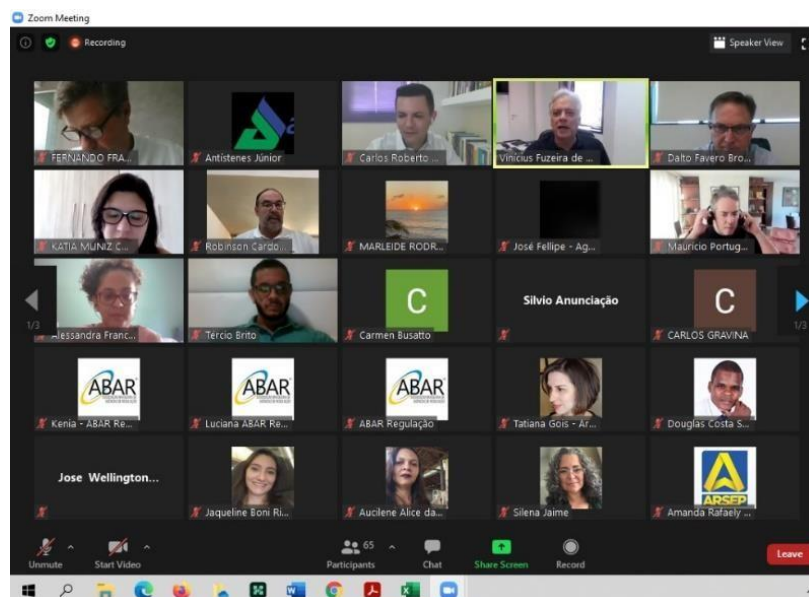 Zoom Meeting
Recording
Speaker View
FERNANDO FRA...
Antístenes Júnior
Carlos Roberto ...
Vinícius Fuzeira de ...
Dalto Favero Bro...
KATIA MUNIZ C...
Robinson Cardo...
MARLEIDE RODR...
José Fellipe - Ag...
Mauricio Portug...
Alessandra Franc...
Tércio Brito
C
Carmen Busatto
Silvio Anunciação
C
CARLOS GRAVINA
1/3
1/3
ABAR
Kenia - ABAR Re...
ABAR
Luciana ABAR Re...
ABAR
ABAR Regulação
Tatiana Gois - Ar...
Douglas Costa S...
Jose Wellington...
Jaqueline Boni Ri...
Aucilene Alice da...
Silena Jaime
ARSEP
Amanda Rafaely ...
Unmute
Start Video
65
Participants
Chat
Share Screen
Record
Leave